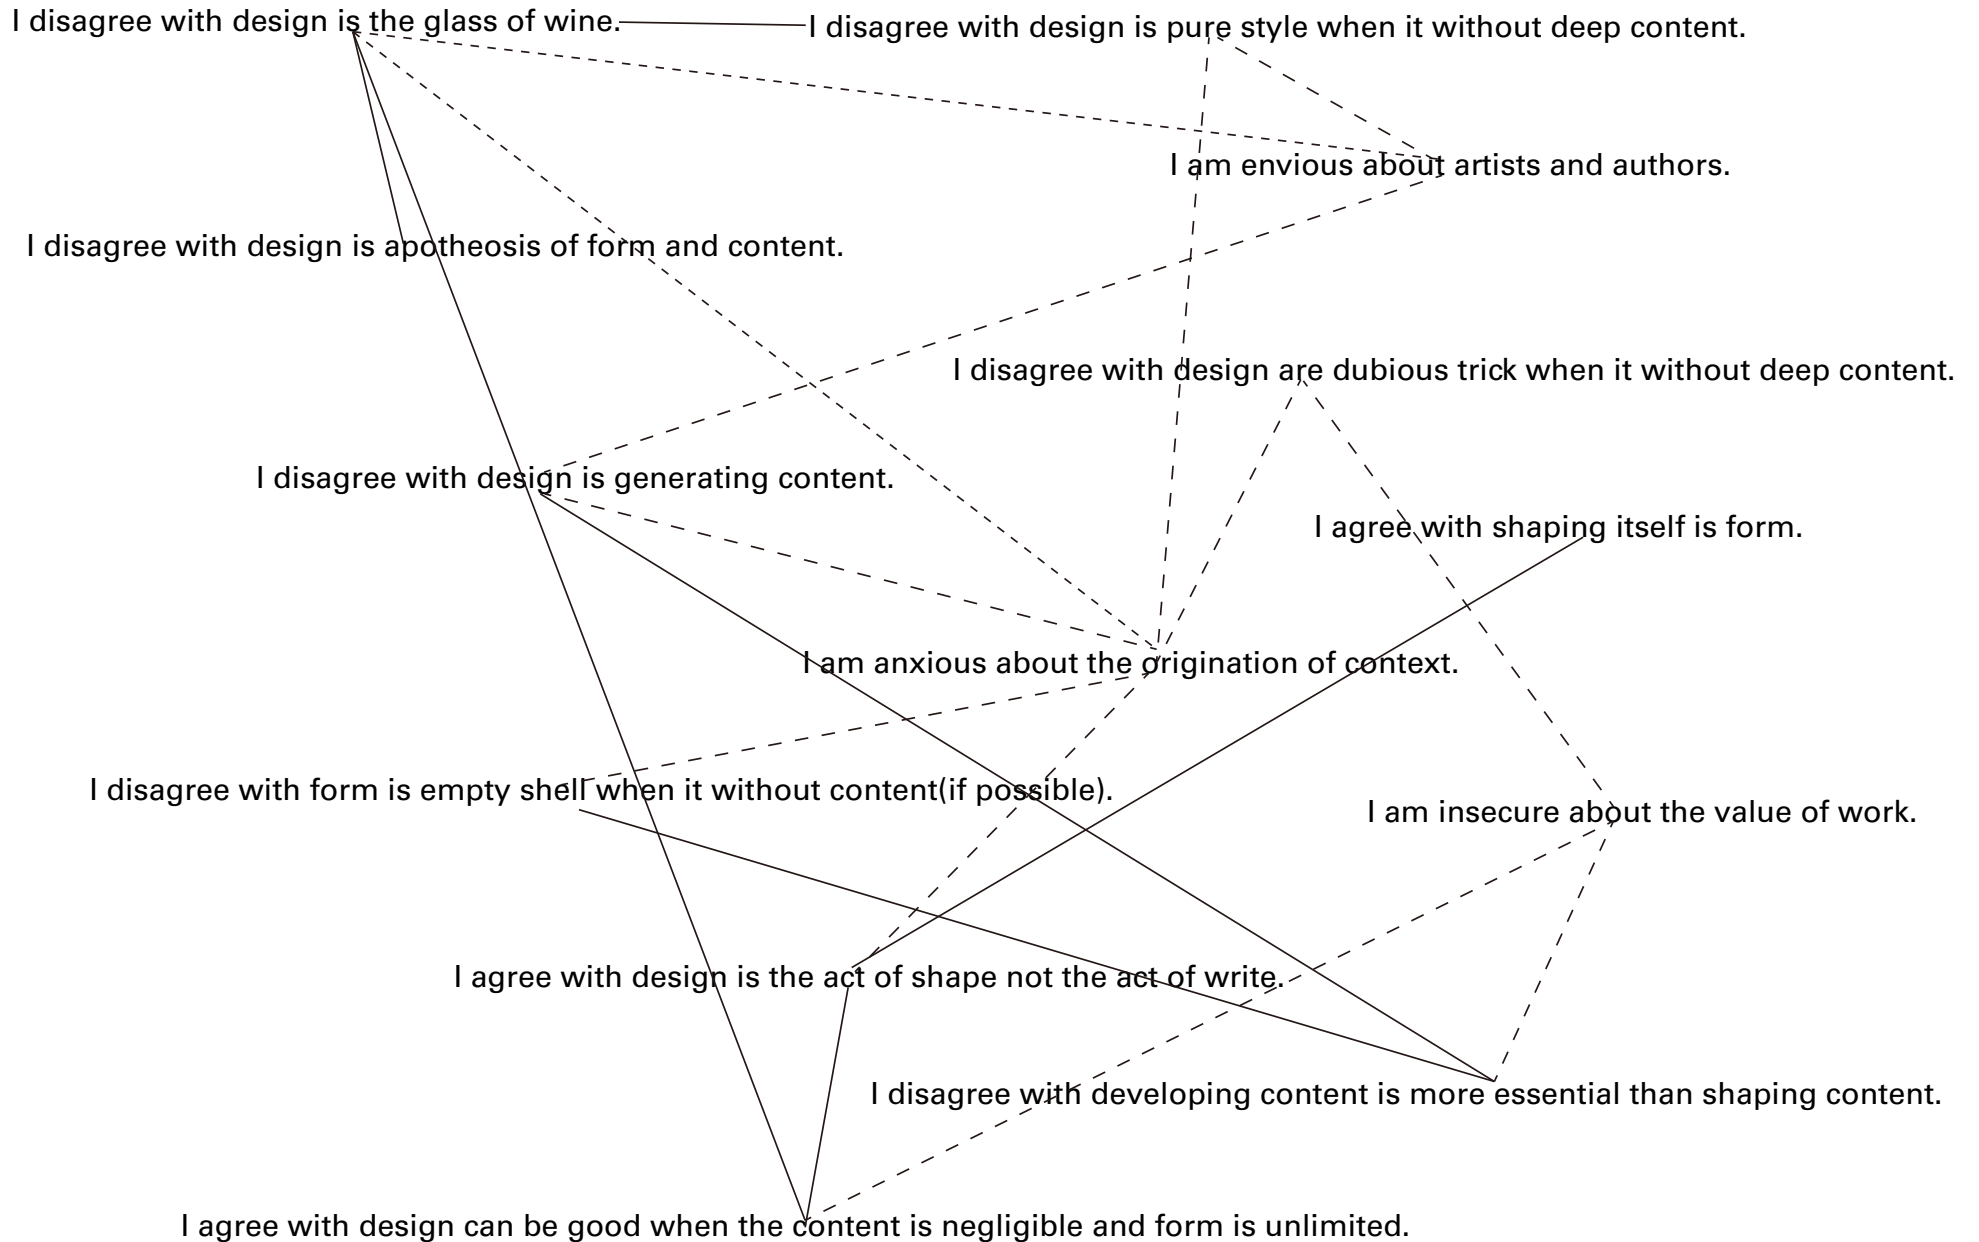 I disagree with design is the glass of wine.
I disagree with design is pure style when it without deep content.
I am envious about artists and authors.
I disagree with design is apotheosis of form and content.
I disagree with design are dubious trick when it without deep content.
I disagree with design is generating content.
I agree with shaping itself is form.
I am anxious about the origination of context.
I disagree with form is empty shell when it without content(if possible).
I am insecure about the value of work.
I agree with design is the act of shape not the act of write.
I disagree with developing content is more essential than shaping content.
I agree with design can be good when the content is negligible and form is unlimited.